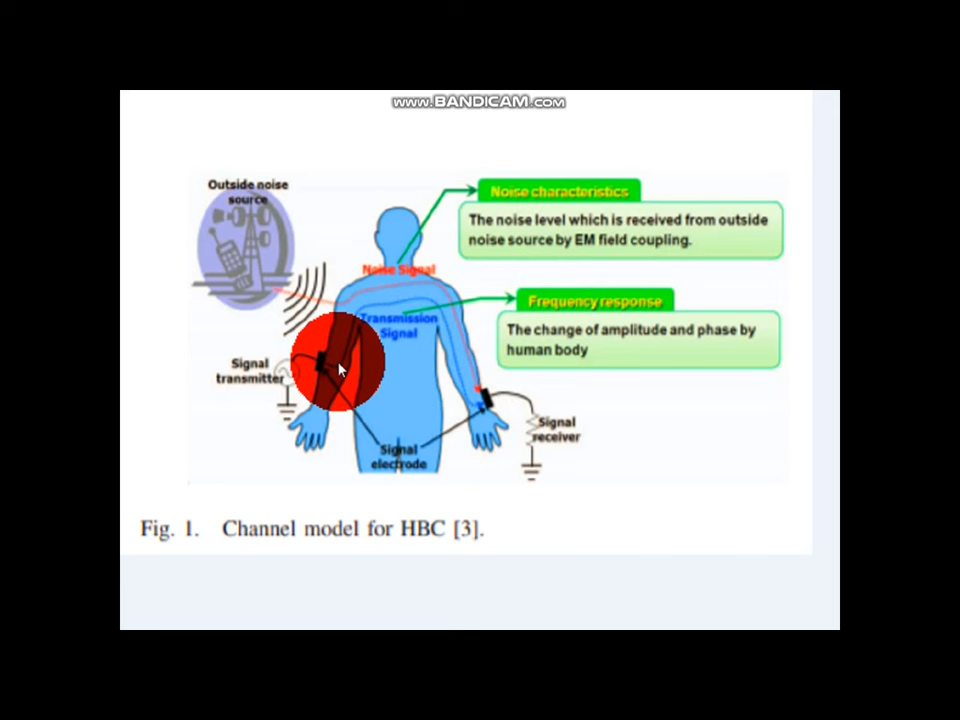 www.BANDICAM.com
Outside noise
source
Noise characteristics
The noise level which is received from outside
noise source by EM field coupling.
Noise Signal
Frequency response
Transmission
Signal
The change of amplitude and phase by
human body
Signal
transmitter
Signal
receiver
Signal
electrode
Fig. 1. Channel model for HBC [3].